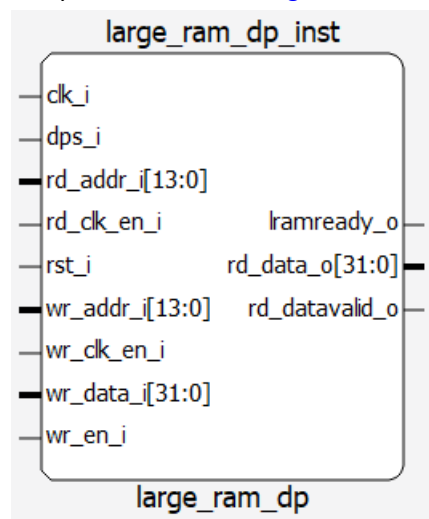 large_ram_dp_inst
clk_i
dps_i
rd_addr_i[13:0]
rd_clk_en_i lramready_o
rst_i rd_data_o[31:0]
wr_addr_i[13:0] rd_datavalid_o
wr_clk_en_i
wr_data_i[31:0]
wr_en_i
large_ram_dp